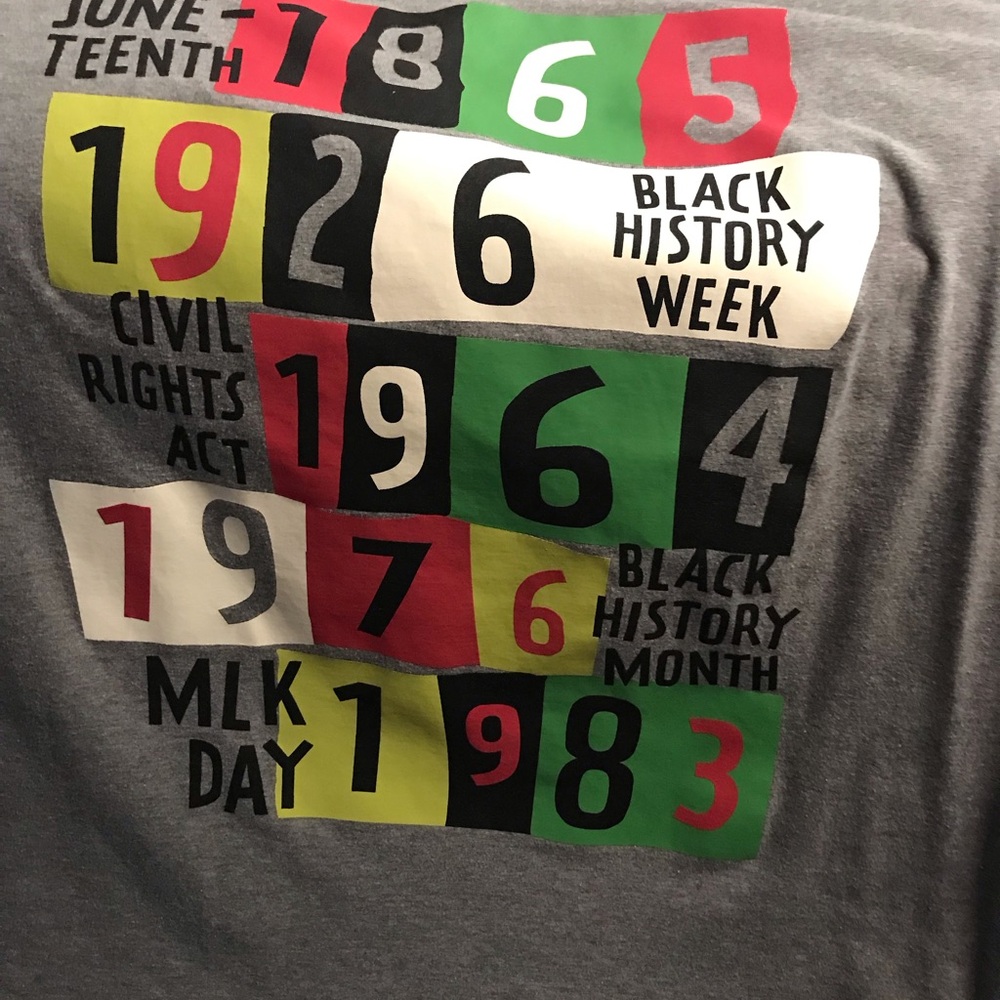 JUNE-
TEENTH 1865
1926 BLACK
HISTORY
WEEK
CIVIL
RIGHTS
ACT 1964
1976 BLACK
HISTORY
MONTH
MLK
DAY 1983